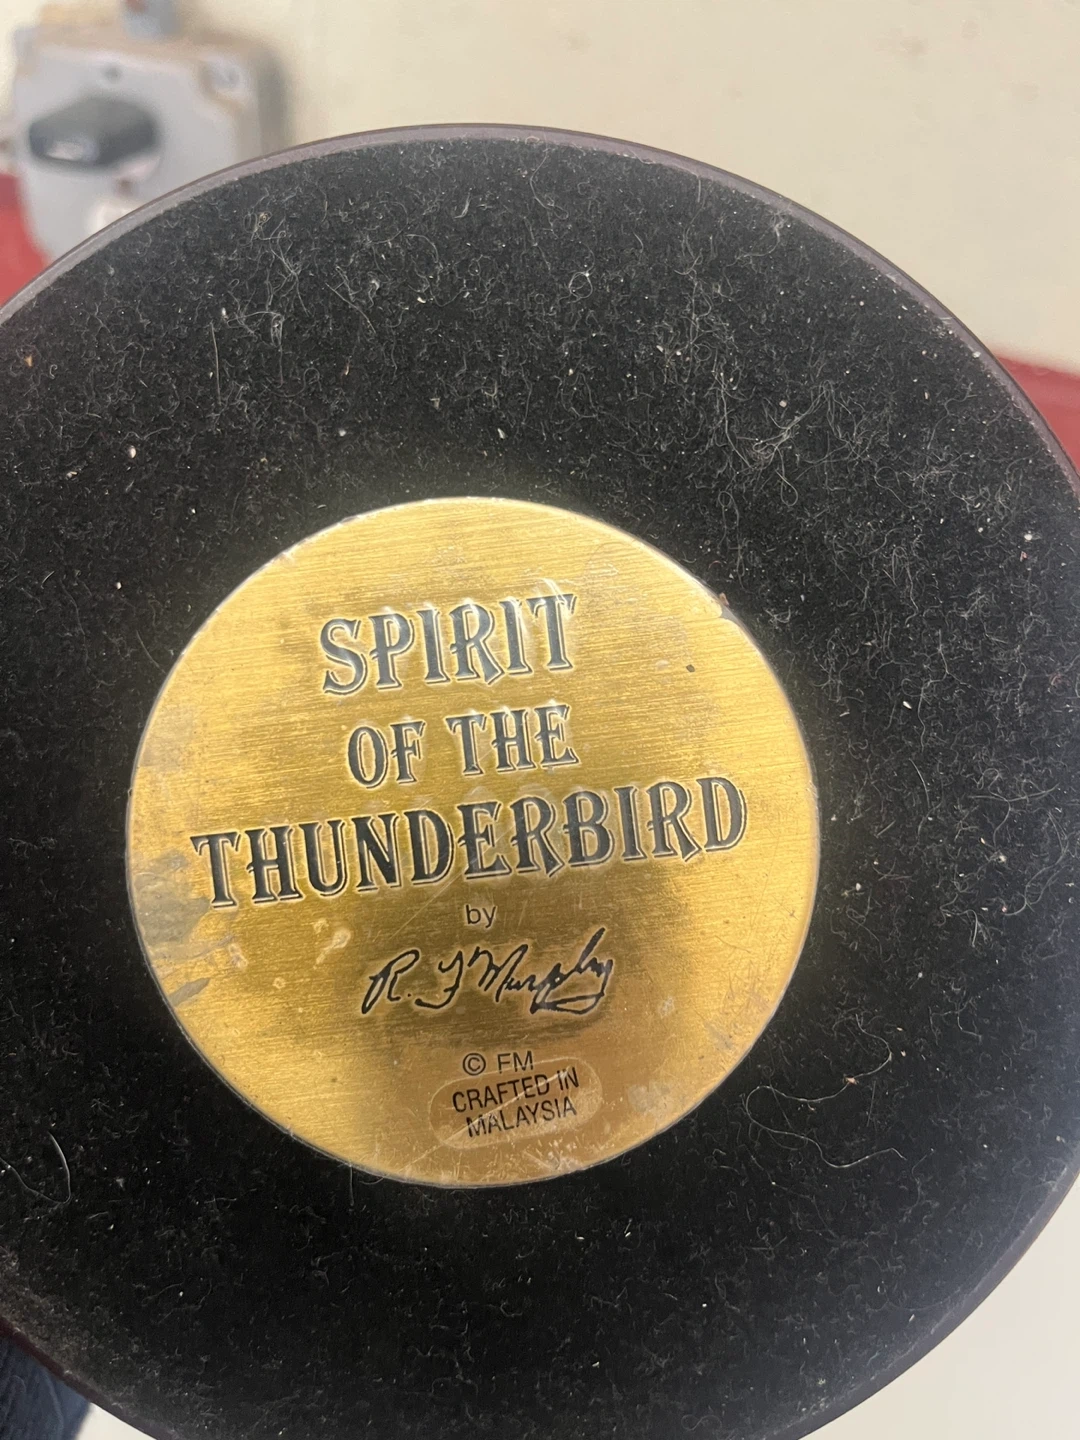 SPIRIT
OF THE
THUNDERBIRD
by
R. F Murphy
© FM
CRAFTED IN
MALAYSIA